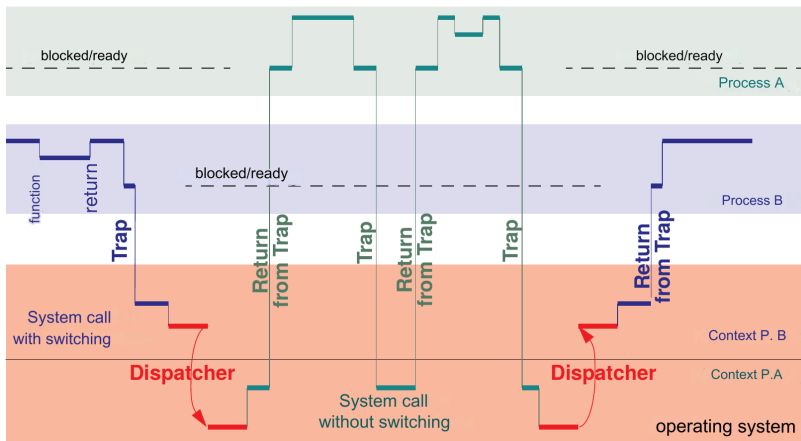 blocked/ready
blocked/ready
Process A
function
return
blocked/ready
Process B
Trap
Return
from Trap
Trap
Return
from Trap
Trap
Return
from Trap
System call
with switching
Context P. B
Dispatcher
Dispatcher
Context P.A
System call
without switching
operating system